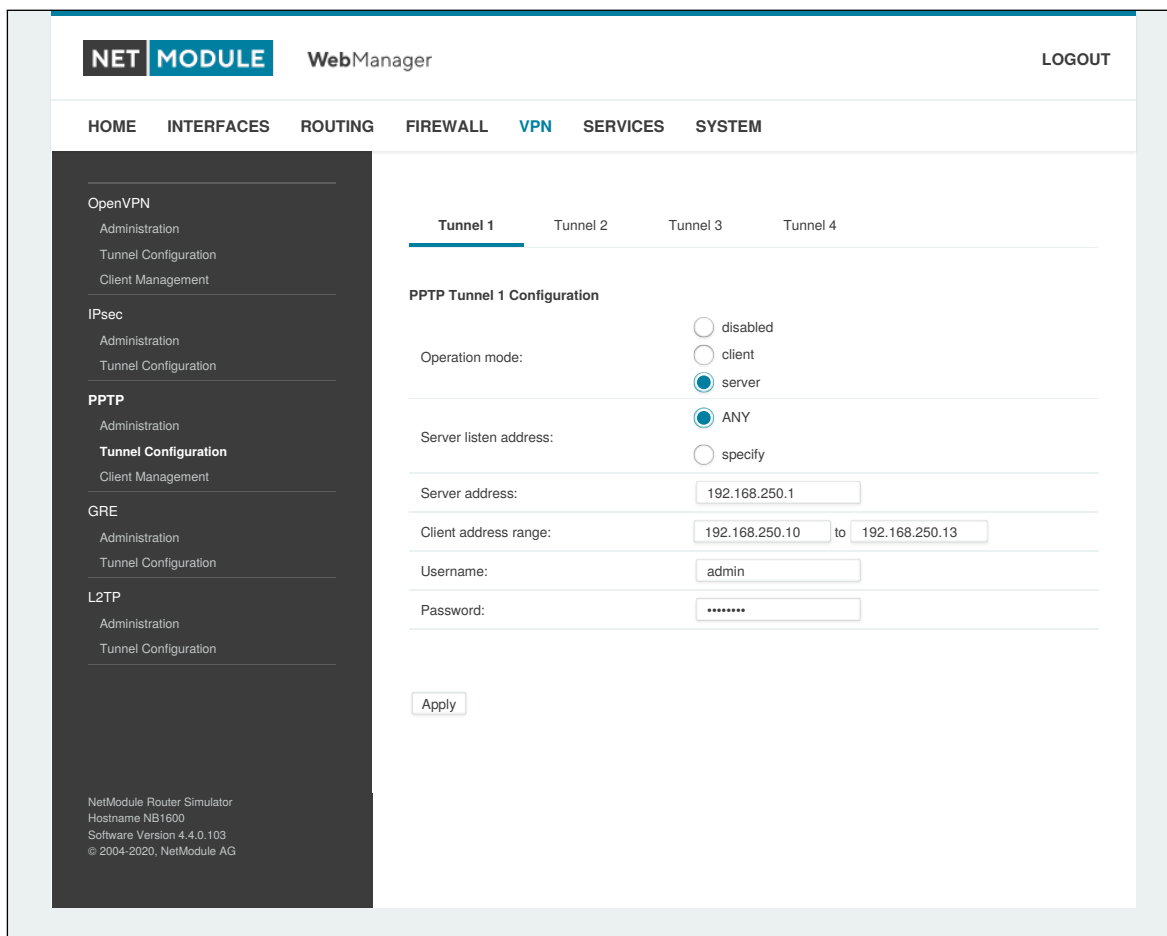 NET MODULE WebManager LOGOUT
HOME INTERFACES ROUTING FIREWALL VPN SERVICES SYSTEM
OpenVPN
Administration
Tunnel Configuration
Client Management
IPsec
Administration
Tunnel Configuration
PPTP
Administration
Tunnel Configuration
Client Management
GRE
Administration
Tunnel Configuration
L2TP
Administration
Tunnel Configuration
NetModule Router Simulator
Hostname NB1600
Software Version 4.4.0.103
© 2004-2020, NetModule AG
Tunnel 1 Tunnel 2 Tunnel 3 Tunnel 4
PPTP Tunnel 1 Configuration
Operation mode:
disabled
client
server
Server listen address:
ANY
specify
Server address: 192.168.250.1
Client address range: 192.168.250.10 to 192.168.250.13
Username: admin
Password: ••••••••
Apply